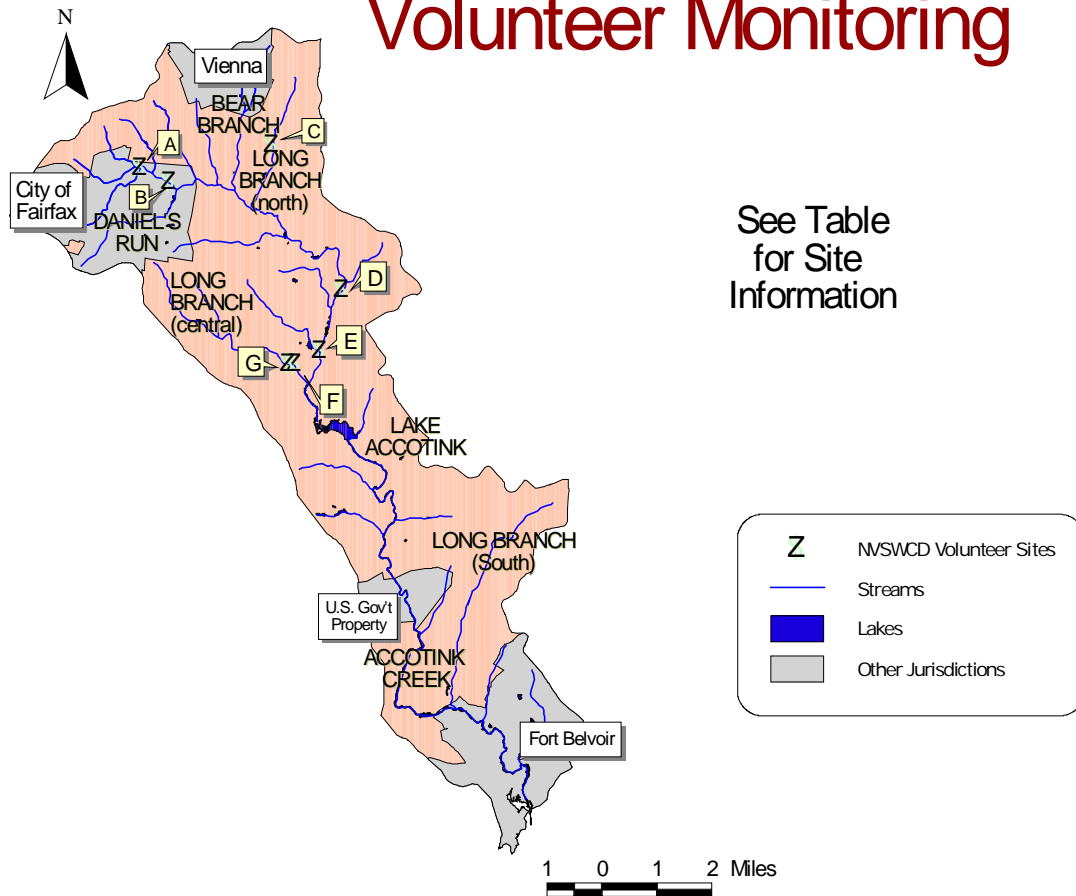 Volunteer Monitoring
N
Vienna
BEAR
BRANCH
C
A
LONG
BRANCH
(north)
City of
Fairfax
B
DANIEL'S
RUN
See Table
for Site
Information
LONG
BRANCH
(central)
D
E
G
F
LAKE
ACCOTINK
LONG BRANCH
(South)
U.S. Gov't
Property
ACCOTINK
CREEK
Fort Belvoir
Z NVSWCD Volunteer Sites
Streams
Lakes
Other Jurisdictions
1 0 1 2 Miles